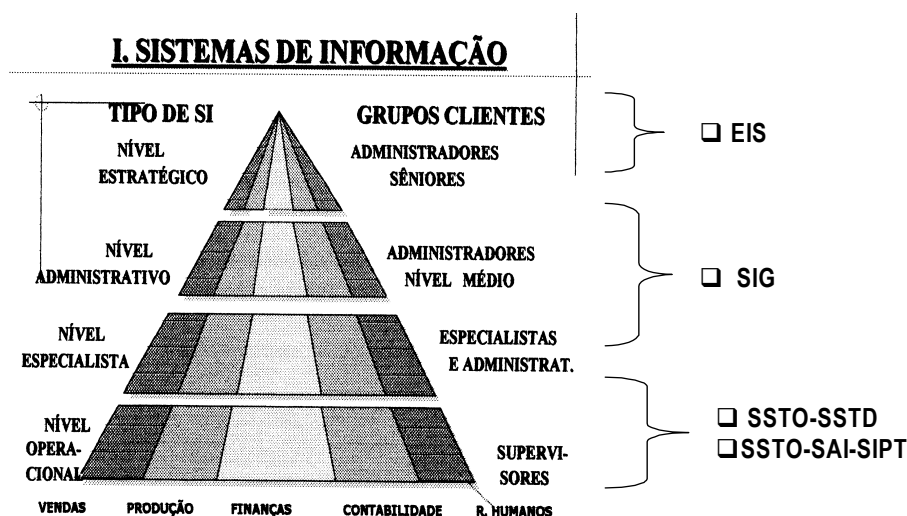 I. SISTEMAS DE INFORMAÇÃO
TIPO DE SI
GRUPOS CLIENTES
NÍVEL
ESTRATÉGICO
ADMINISTRADORES
SÊNIORES
❑ EIS
NÍVEL
ADMINISTRATIVO
ADMINISTRADORES
NÍVEL MÉDIO
❑ SIG
NÍVEL
ESPECIALISTA
ESPECIALISTAS
E ADMINISTRAT.
NÍVEL
OPERA-
CIONAL
SUPERVI-
SORES
❑ SSTO-SSTD
❑SSTO-SAI-SIPT
VENDAS PRODUÇÃO FINANÇAS CONTABILIDADE R. HUMANOS